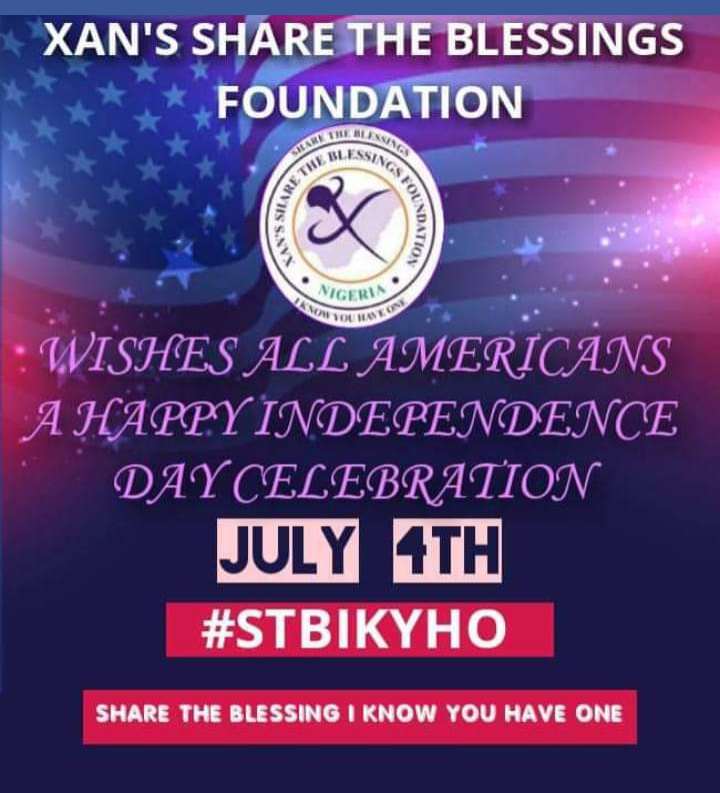 XAN'S SHARE THE BLESSINGS
FOUNDATION
SHARE THE BLESSINGS
XAN'S SHARE THE BLESSINGS FOUNDATION
NIGERIA
I KNOW YOU HAVE ONE
WISHES ALL AMERICANS
A HAPPY INDEPENDENCE
DAY CELEBRATION
JULY 4TH
#STBIKYHO
SHARE THE BLESSING I KNOW YOU HAVE ONE